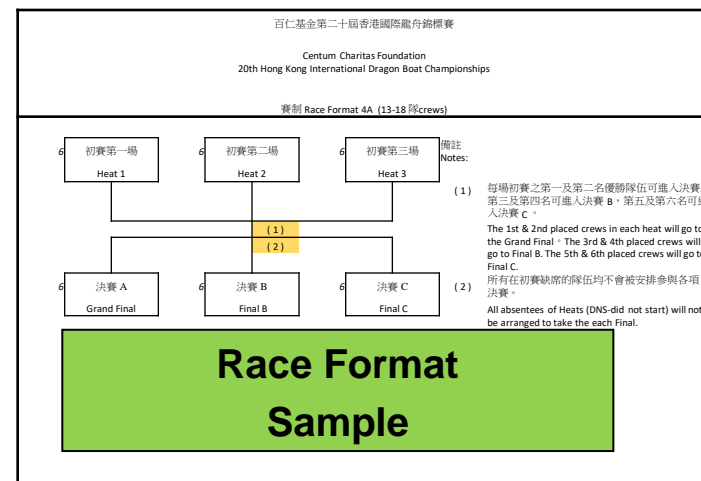 百仁基金第二十屆香港國際龍舟錦標賽
Centum Charitas Foundation
20th Hong Kong International Dragon Boat Championships
賽制 Race Format 4A (13-18 隊crews)
6 初賽第一場
Heat 1
6 初賽第二場
Heat 2
6 初賽第三場
Heat 3
備註
Notes:
( 1 )
( 2 )
6 決賽 A
Grand Final
6 決賽 B
Final B
6 決賽 C
Final C
( 1 ) 每場初賽之第一及第二名優勝隊伍可進入決賽
第三及第四名可進入決賽 B，第五及第六名可
入決賽 C 。
The 1st & 2nd placed crews in each heat will go to
the Grand Final 。The 3rd & 4th placed crews will
go to Final B. The 5th & 6th placed crews will go to
Final C.
( 2 ) 所有在初賽缺席的隊伍均不會被安排參與各項
決賽。
All absentees of Heats (DNS-did not start) will not
be arranged to take the each Final.
Race Format
Sample